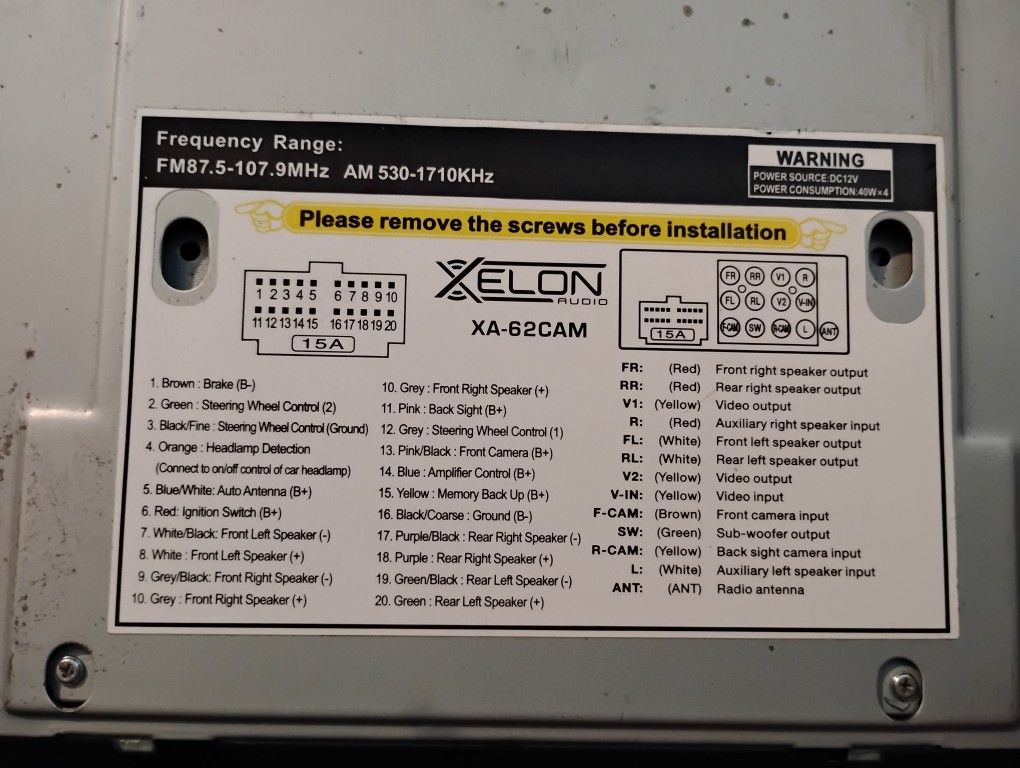 Frequency Range:
FM87.5-107.9MHz AM 530-1710KHz
WARNING
POWER SOURCE:DC12V
POWER CONSUMPTION:40W×4
Please remove the screws before installation
1 2 3 4 5 6 7 8 9 10
11 12 13 14 15 16 17 18 19 20
15A
XELON
AUDIO
XA-62CAM
FR RR V1 R
FL RL V2 V-IN
F-CAM SW R-CAM L ANT
15A
1. Brown : Brake (B-)
2. Green : Steering Wheel Control (2)
3. Black/Fine : Steering Wheel Control (Ground)
4. Orange : Headlamp Detection
(Connect to on/off control of car headlamp)
5. Blue/White: Auto Antenna (B+)
6. Red: Ignition Switch (B+)
7. White/Black: Front Left Speaker (-)
8. White : Front Left Speaker (+)
9. Grey/Black: Front Right Speaker (-)
10. Grey : Front Right Speaker (+)
10. Grey : Front Right Speaker (+)
11. Pink : Back Sight (B+)
12. Grey : Steering Wheel Control (1)
13. Pink/Black : Front Camera (B+)
14. Blue : Amplifier Control (B+)
15. Yellow : Memory Back Up (B+)
16. Black/Coarse : Ground (B-)
17. Purple/Black : Rear Right Speaker (-)
18. Purple : Rear Right Speaker (+)
19. Green/Black : Rear Left Speaker (-)
20. Green : Rear Left Speaker (+)
FR: (Red) Front right speaker output
RR: (Red) Rear right speaker output
V1: (Yellow) Video output
R: (Red) Auxiliary right speaker input
FL: (White) Front left speaker output
RL: (White) Rear left speaker output
V2: (Yellow) Video output
V-IN: (Yellow) Video input
F-CAM: (Brown) Front camera input
SW: (Green) Sub-woofer output
R-CAM: (Yellow) Back sight camera input
L: (White) Auxiliary left speaker input
ANT: (ANT) Radio antenna